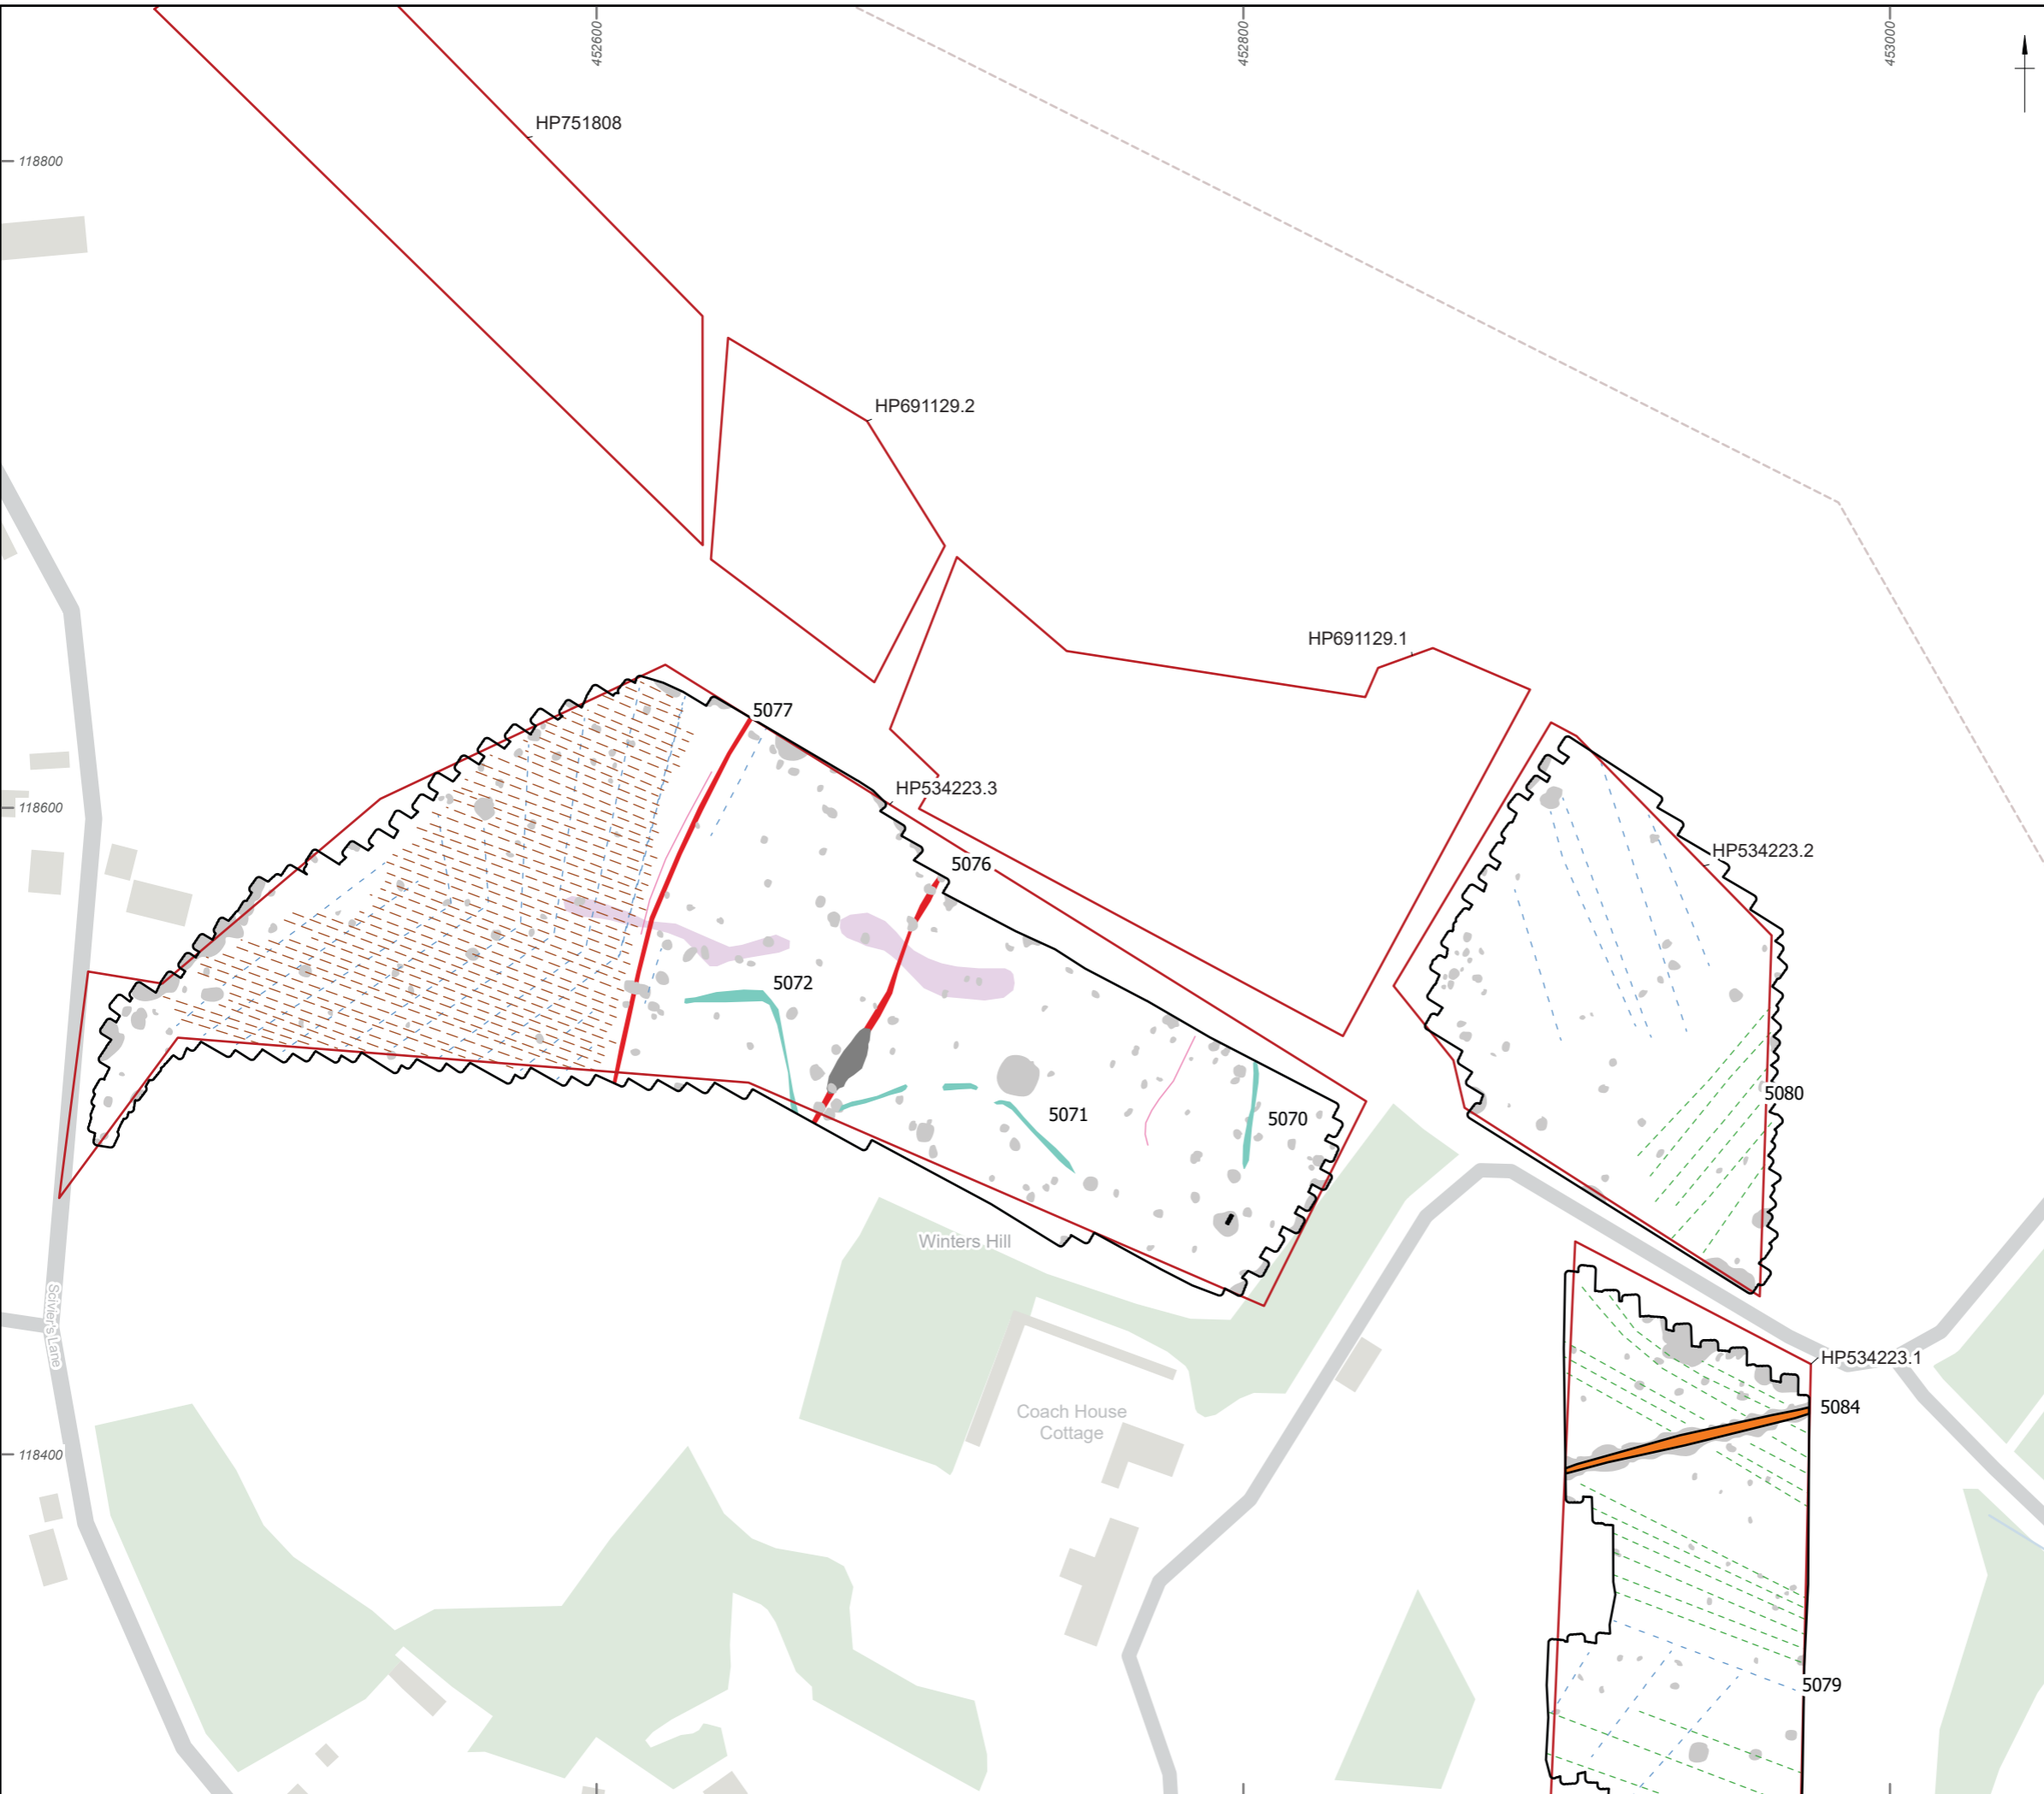 452600
452800
453000
HP751808
118800
HP691129.2
HP691129.1
5077
HP534223.3
118600
HP534223.2
5076
5072
5080
5071
5070
Winters Hill
Scivier's Lane
HP534223.1
Coach House
Cottage
5084
118400
5079